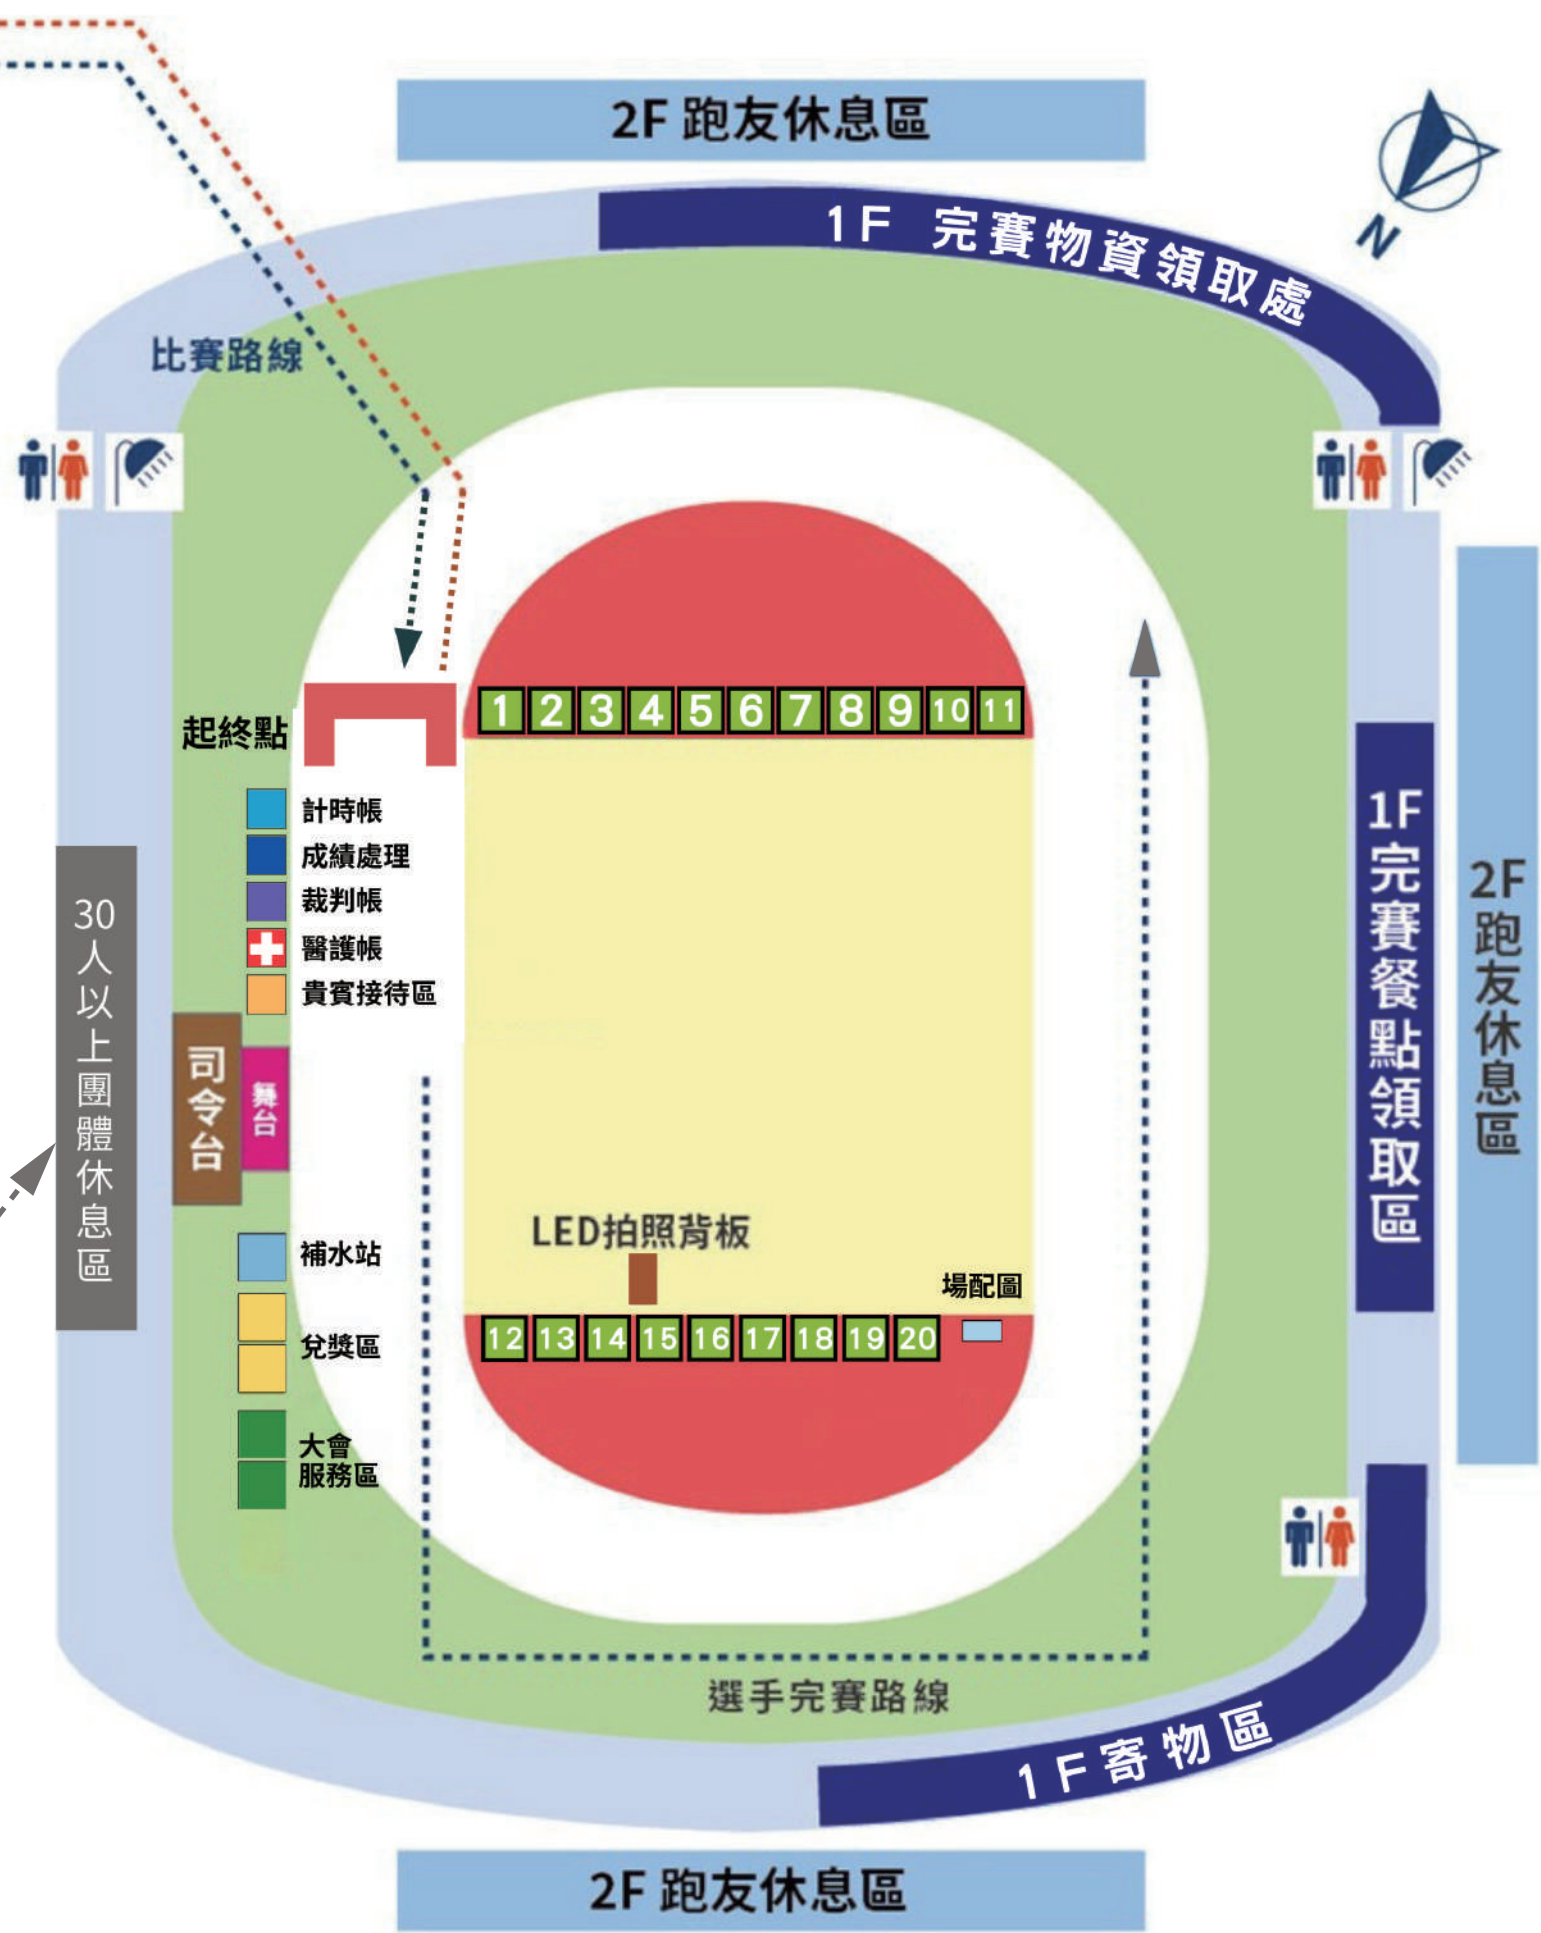 2F 跑友休息區
1F 完賽物資領取處
N
比賽路線
起終點
1 2 3 4 5 6 7 8 9 10 11
計時帳
成績處理
裁判帳
醫護帳
貴賓接待區
30人以上團體休息區
司令台
舞台
1F完賽餐點領取區
2F跑友休息區
LED拍照背板
場配圖
補水站
12 13 14 15 16 17 18 19 20
兌獎區
大會
服務區
選手完賽路線
1F寄物區
2F 跑友休息區